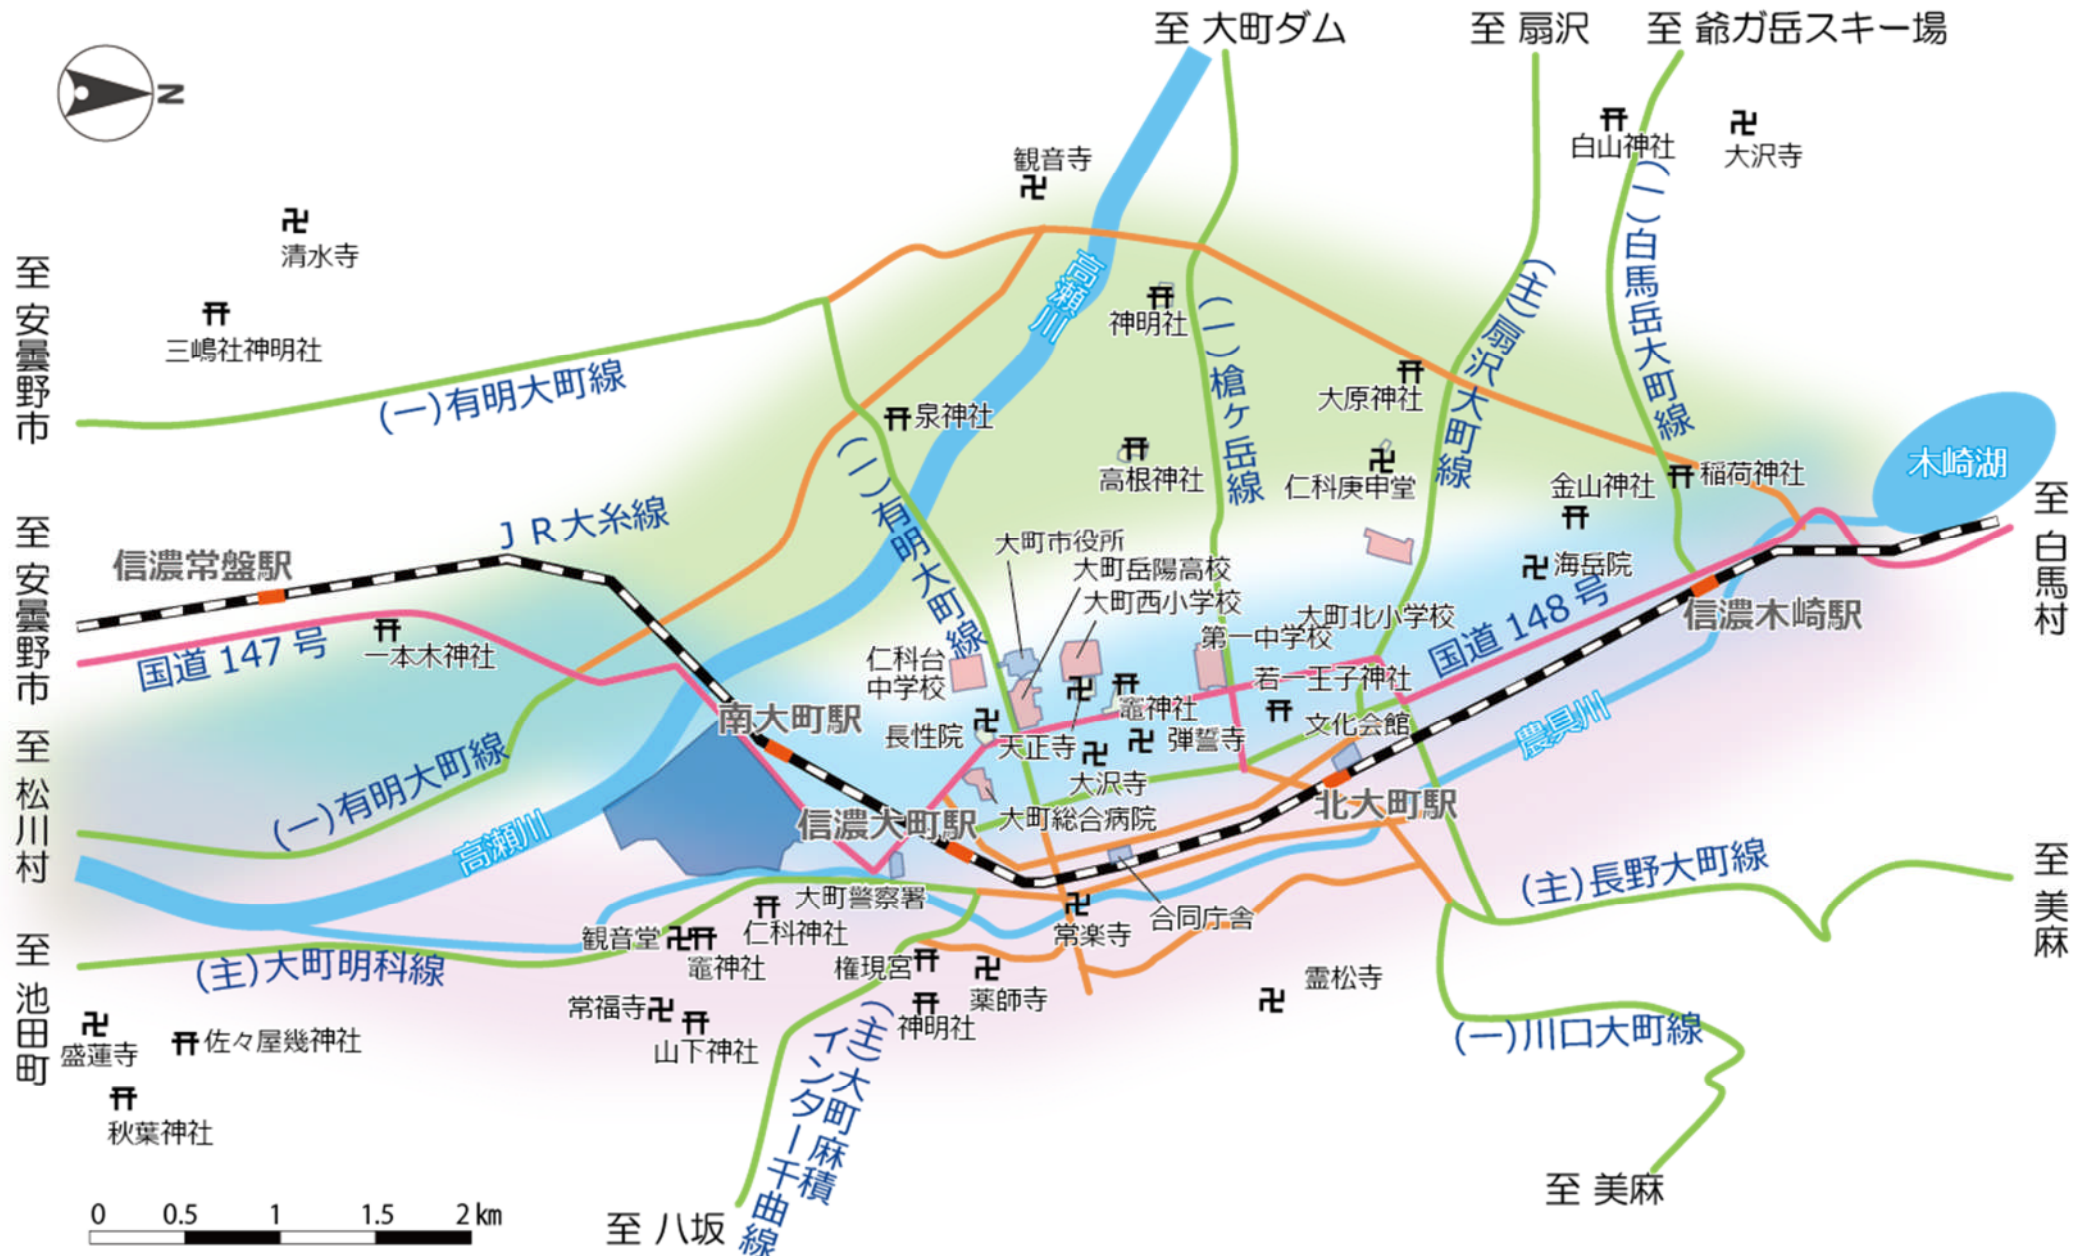 至 大町ダム
至 扇沢
至 爺ガ岳スキー場
N
観音寺
白山神社
大沢寺
清水寺
三嶋社神明社
至 安曇野市
(一)有明大町線
高瀬川
神明社
(一)槍ヶ岳線
(主)扇沢大町線
(一)白馬岳大町線
大原神社
泉神社
(一)有明大町線
高根神社
仁科庚申堂
金山神社
稲荷神社
木崎湖
至 白馬村
至 安曇野市
信濃常盤駅
JR大糸線
大町市役所
大町岳陽高校
大町西小学校
海岳院
国道148号
信濃木崎駅
国道147号
一本木神社
仁科台
中学校
第一中学校
大町北小学校
若一王子神社
南大町駅
長性院
天正寺
竈神社
弾誓寺
文化会館
農具川
大沢寺
至 松川村
(一)有明大町線
高瀬川
信濃大町駅
大町総合病院
北大町駅
(主)長野大町線
至 美麻
大町警察署
仁科神社
観音堂
竈神社
常楽寺
合同庁舎
至 池田町
(主)大町明科線
権現宮
薬師寺
神明社
霊松寺
常福寺
山下神社
盛蓮寺
佐々屋幾神社
秋葉神社
(一)川口大町線
(主)大町麻績
インター千曲線
至 八坂
至 美麻
0 0.5 1 1.5 2km